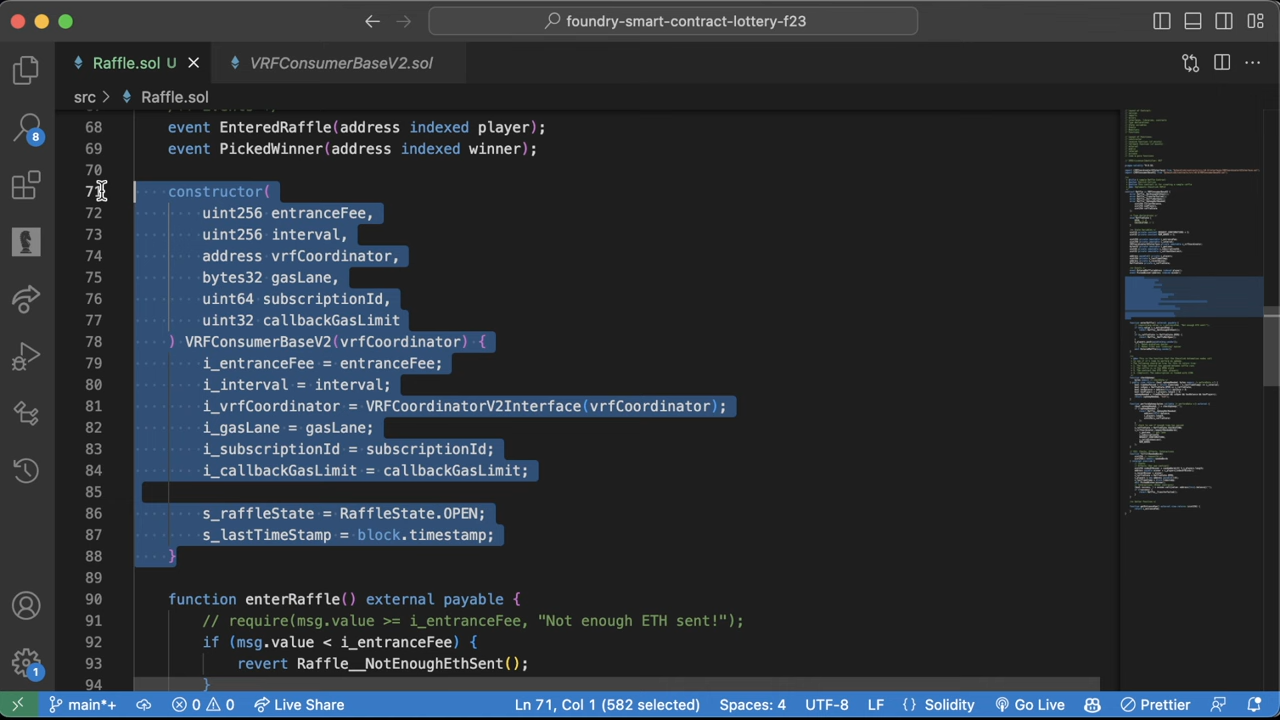 foundry-smart-contract-lottery-f23
Raffle.sol U
VRFConsumerBaseV2.sol
src > Raffle.sol
8
68 event EnteredRaffle(address indexed player);
69 event PickedWinner(address indexed winner);
70
71 constructor(
72 uint256 entranceFee,
73 uint256 interval,
74 address vrfCoordinator,
75 bytes32 gasLane,
76 uint64 subscriptionId,
77 uint32 callbackGasLimit
78 ) VRFConsumerBaseV2(vrfCoordinator) {
79 i_entranceFee = entranceFee;
80 i_interval = interval;
81 i_vrfCoordinator = VRFCoordinatorV2Interface(vrfCoordinator);
82 i_gasLane = gasLane;
83 i_subscriptionId = subscriptionId;
84 i_callbackGasLimit = callbackGasLimit;
85
86 s_raffleState = RaffleState.OPEN;
87 s_lastTimeStamp = block.timestamp;
88 }
89
90 function enterRaffle() external payable {
91 // require(msg.value >= i_entranceFee, "Not enough ETH sent!");
92 if (msg.value < i_entranceFee) {
93 revert Raffle__NotEnoughEthSent();
94 }
1
main*+ 0 0 Live Share Ln 71, Col 1 (582 selected) Spaces: 4 UTF-8 LF {} Solidity Go Live Prettier